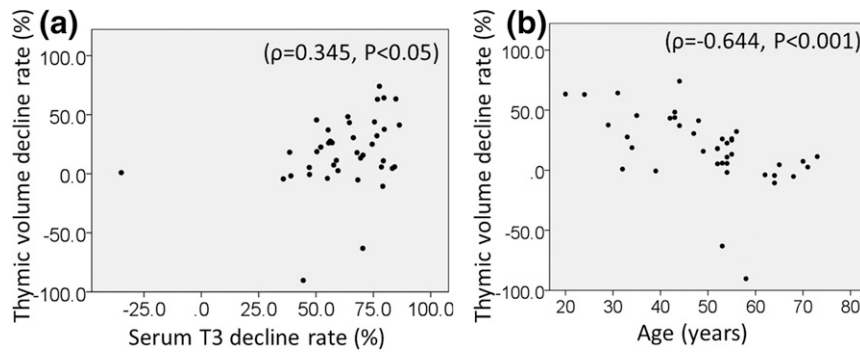 (a)
(ρ=0.345, P<0.05)
Thymic volume decline rate (%)
100.0
50.0
0.0
-50.0
-100.0
-25.0 .0 25.0 50.0 75.0 100.0
Serum T3 decline rate (%)
(b)
(ρ=-0.644, P<0.001)
Thymic volume decline rate (%)
100.0
50.0
0.0
-50.0
-100.0
20 30 40 50 60 70 80
Age (years)